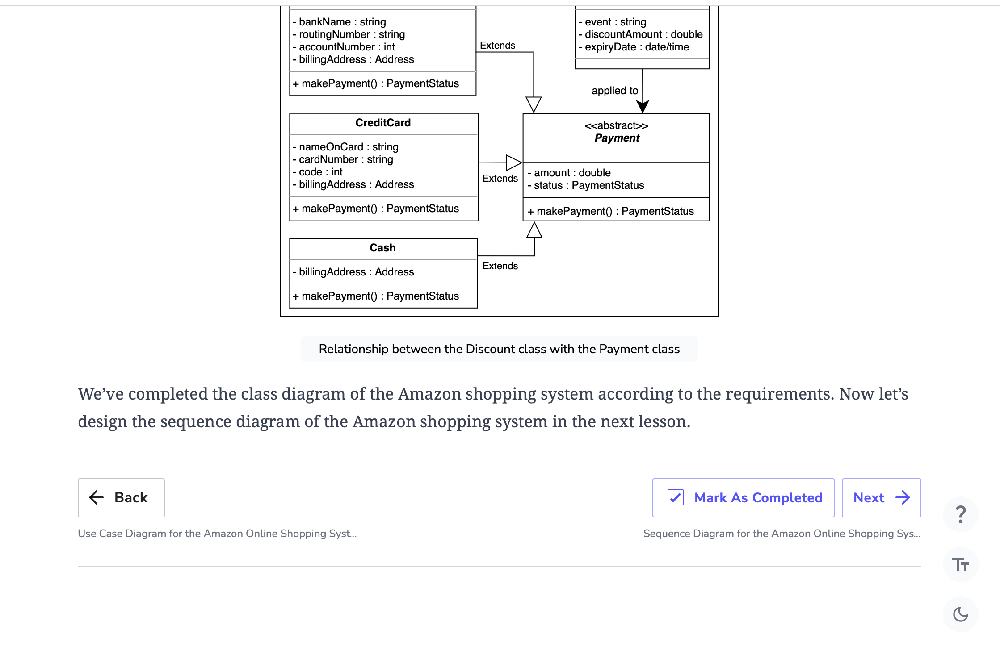 - bankName : string
- routingNumber : string
- accountNumber : int
- billingAddress : Address
+ makePayment() : PaymentStatus
Extends
- event : string
- discountAmount : double
- expiryDate : date/time
applied to
CreditCard
- nameOnCard : string
- cardNumber : string
- code : int
- billingAddress : Address
+ makePayment() : PaymentStatus
Extends
<<abstract>>
Payment
- amount : double
- status : PaymentStatus
+ makePayment() : PaymentStatus
Cash
- billingAddress : Address
+ makePayment() : PaymentStatus
Extends
Relationship between the Discount class with the Payment class
We’ve completed the class diagram of the Amazon shopping system according to the requirements. Now let’s
design the sequence diagram of the Amazon shopping system in the next lesson.
Back
Mark As Completed
Next
Use Case Diagram for the Amazon Online Shopping Syst...
Sequence Diagram for the Amazon Online Shopping Sys...
?
TT